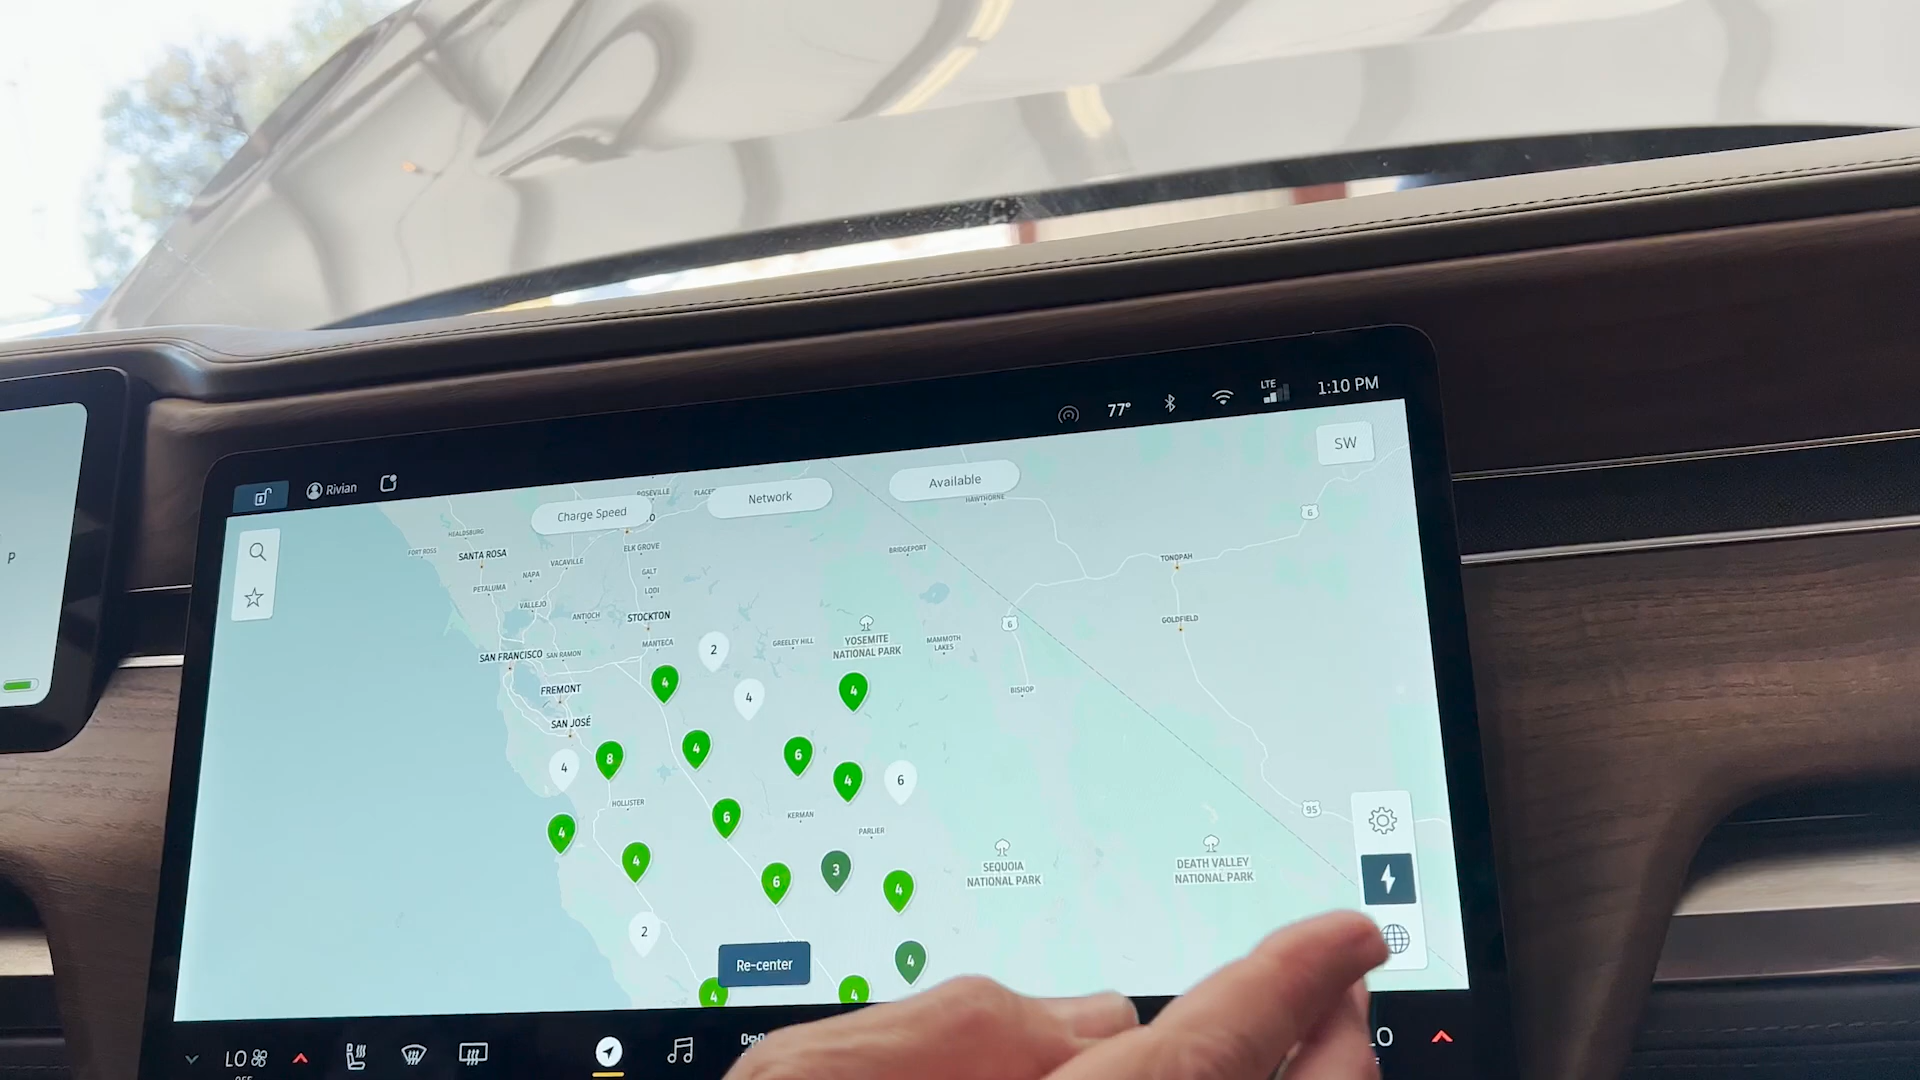 LTE
77°
1:10 PM
SW
Rivian
Charge Speed
Network
Available
P
ROSEVILLE
HAWTHORNE
6
HEALDSBURG
FORT ROSS
SANTA ROSA
ELK GROVE
BRIDGEPORT
TONOPAH
VACAVILLE
NAPA
GALT
PETALUMA
LODI
VALLEJO
ANTIOCH
STOCKTON
GOLDFIELD
6
MANTECA
GREELEY HILL
YOSEMITE
NATIONAL PARK
MAMMOTH
LAKES
SAN FRANCISCO
SAN RAMON
2
FREMONT
4
4
4
BISHOP
SAN JOSÉ
4
8
4
6
4
6
HOLLISTER
6
KERMAN
95
4
PARLIER
4
6
3
4
SEQUOIA
NATIONAL PARK
DEATH VALLEY
NATIONAL PARK
2
Re-center
4
4
4
LO
OFF
LO